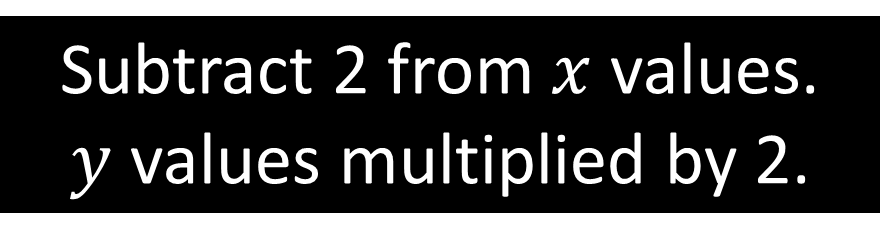 Subtract 2 from x values.
y values multiplied by 2.